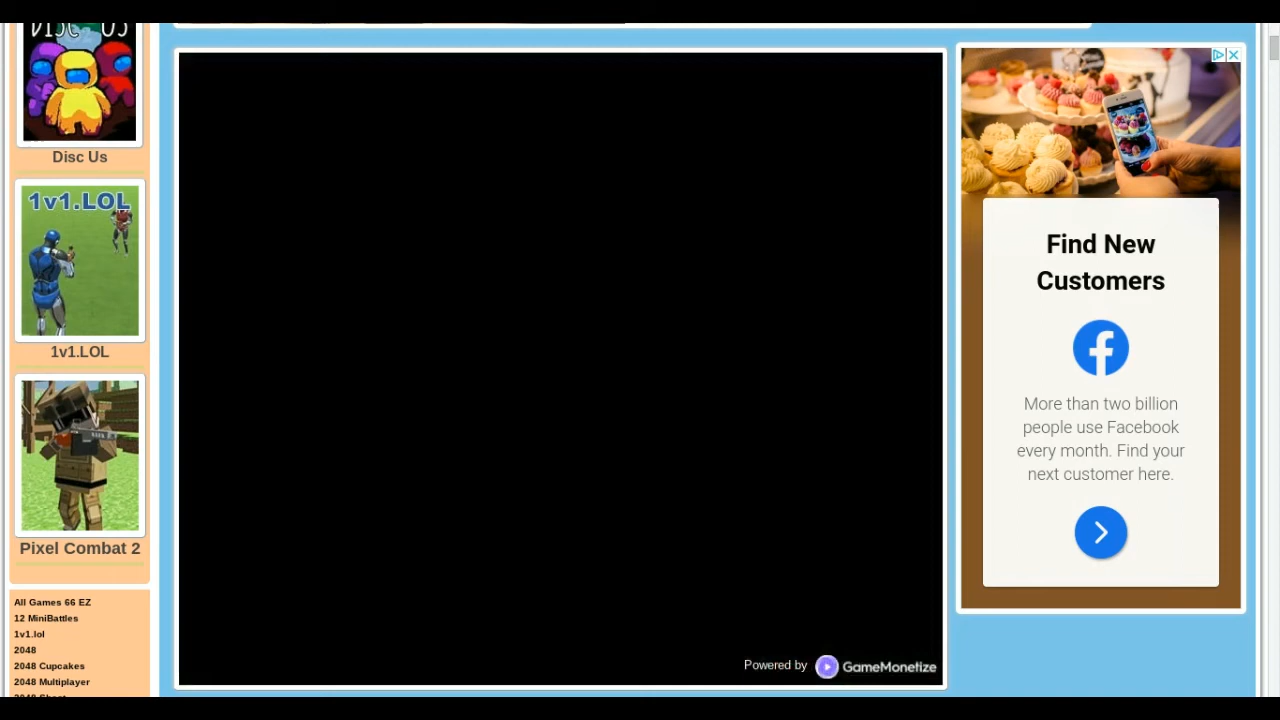 DISC US
Disc Us
1v1.LOL
1v1.LOL
Pixel Combat 2
All Games 66 EZ
12 MiniBattles
1v1.lol
2048
2048 Cupcakes
2048 Multiplayer
Powered by GameMonetize
Find New
Customers
More than two billion
people use Facebook
every month. Find your
next customer here.